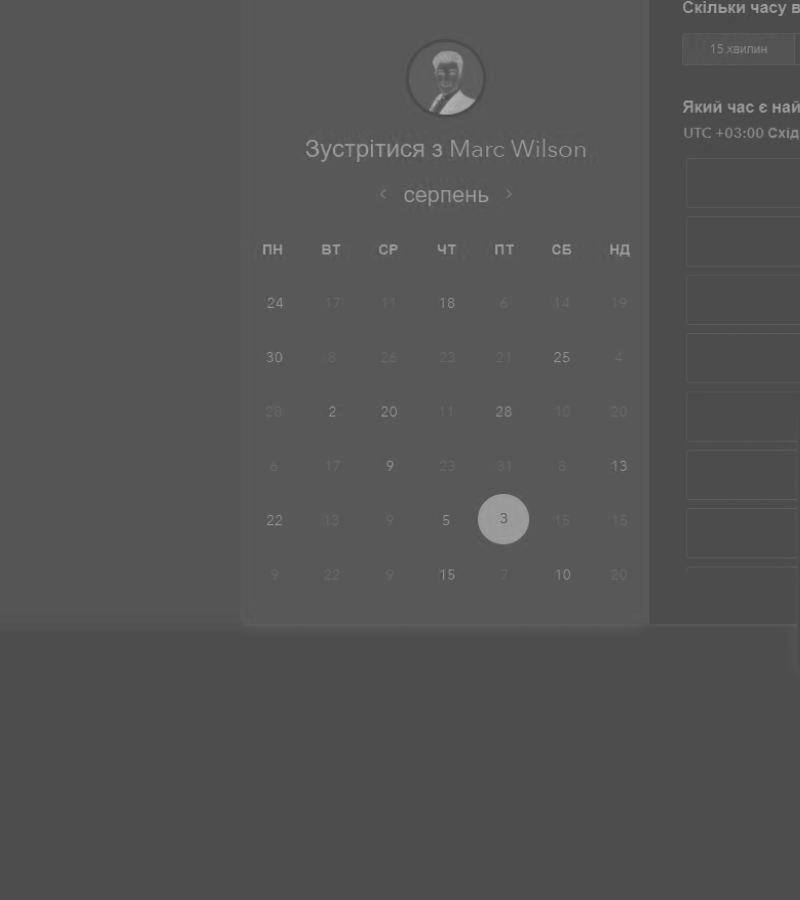 Скільки часу в
15 хвилин
Який час є най
UTC +03:00 Схід
Зустрітися з Marc Wilson
серпень
ПН ВТ СР ЧТ ПТ СБ НД
24 17 11 18 6 14 19
30 8 26 23 21 25 4
28 2 20 11 28 10 20
6 17 9 23 31 8 13
22 13 9 5 3 15 15
9 22 9 15 7 10 20